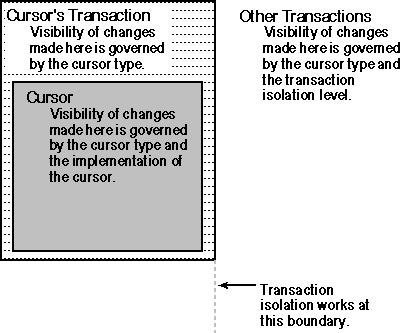 Cursor's Transaction
Visibility of changes
made here is governed
by the cursor type.
Cursor
Visibility of changes
made here is governed
by the cursor type and
the implementation of
the cursor.
Other Transactions
Visibility of changes
made here is governed
by the cursor type and
the transaction
isolation level.
Transaction
isolation works at
this boundary.